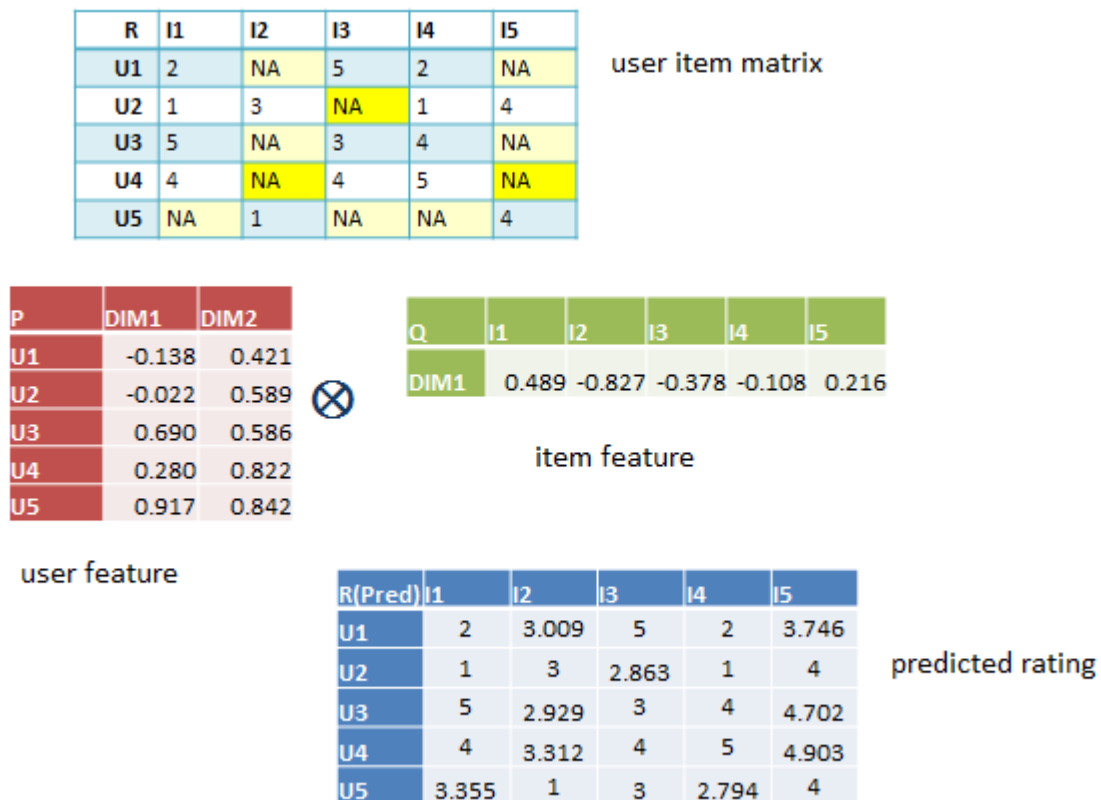 R I1 I2 I3 I4 I5
U1 2 NA 5 2 NA
user item matrix
U2 1 3 NA 1 4
U3 5 NA 3 4 NA
U4 4 NA 4 5 NA
U5 NA 1 NA NA 4
P DIM1 DIM2
U1 -0.138 0.421
U2 -0.022 0.589
U3 0.690 0.586
U4 0.280 0.822
U5 0.917 0.842
user feature
Q I1 I2 I3 I4 I5
DIM1 0.489 -0.827 -0.378 -0.108 0.216
item feature
R(Pred) I1 I2 I3 I4 I5
U1 2 3.009 5 2 3.746
U2 1 3 2.863 1 4
U3 5 2.929 3 4 4.702
U4 4 3.312 4 5 4.903
U5 3.355 1 3 2.794 4
predicted rating